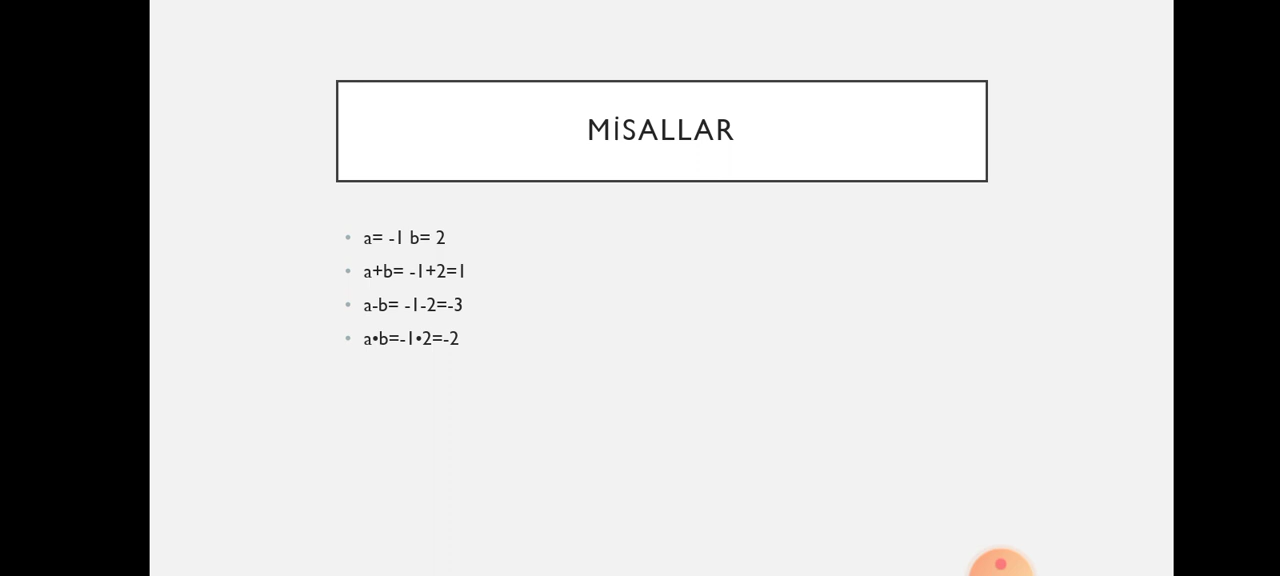 MİSALLAR
• a= -1 b= 2
• a+b= -1+2=1
• a-b= -1-2=-3
• a•b=-1•2=-2